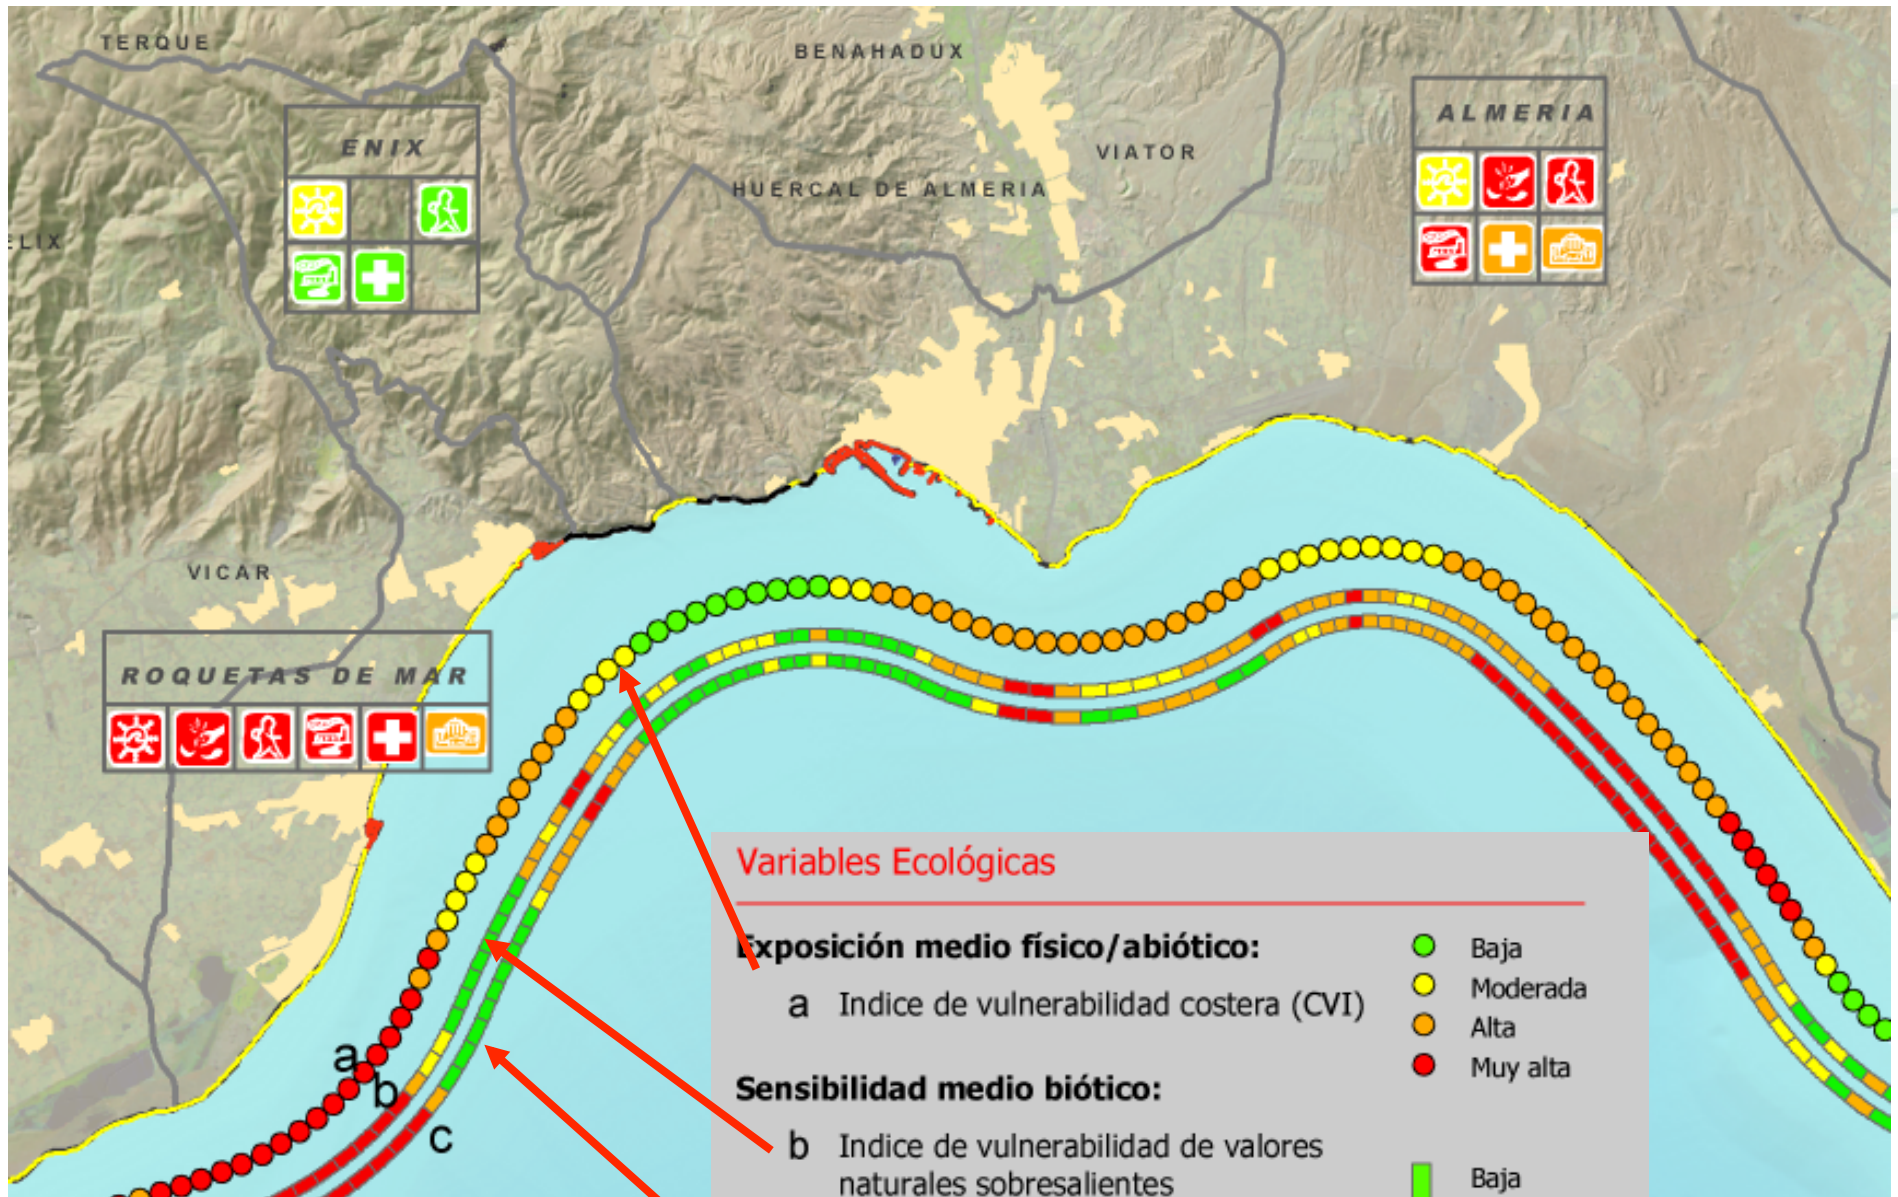 TERQUE
BENAHADUX
ENIX
ALMERIA
VIATOR
HUERCAL DE ALMERIA
ELIX
VICAR
ROQUETAS DE MAR
Variables Ecológicas
Exposición medio físico/abiótico:
Baja
a Indice de vulnerabilidad costera (CVI)
Moderada
Alta
Muy alta
a
b
c
Sensibilidad medio biótico:
b Indice de vulnerabilidad de valores
naturales sobresalientes
Baja